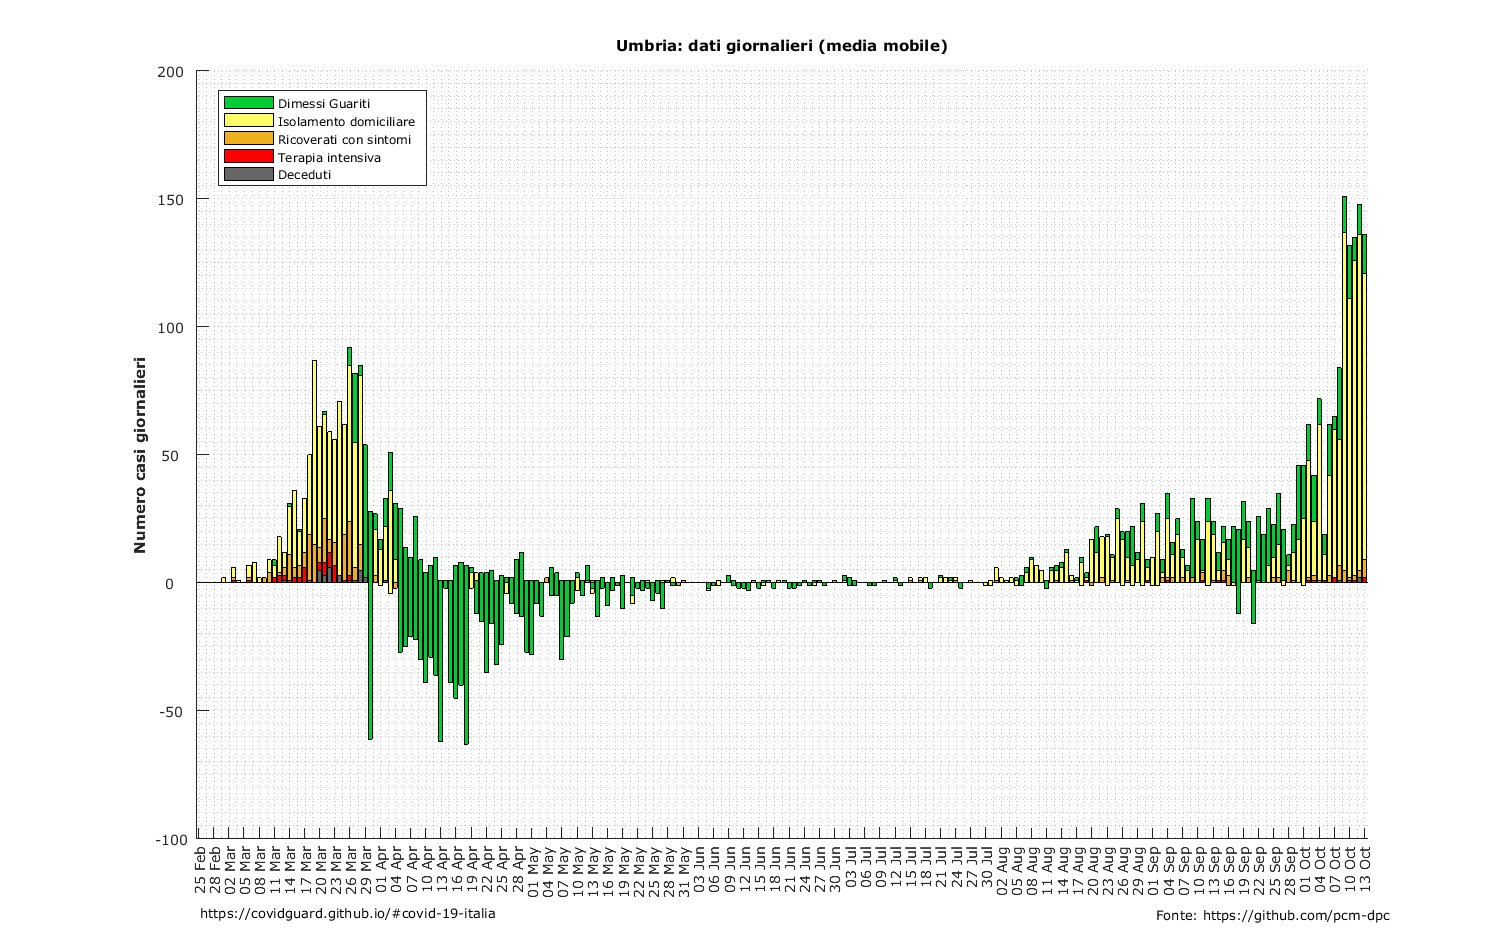 Umbria: dati giornalieri (media mobile)
200
150
100
50
0
-50
-100
Numero casi giornalieri
Dimessi Guariti
Isolamento domiciliare
Ricoverati con sintomi
Terapia intensiva
Deceduti
25 Feb
28 Feb
02 Mar
05 Mar
08 Mar
11 Mar
14 Mar
17 Mar
20 Mar
23 Mar
26 Mar
29 Mar
01 Apr
04 Apr
07 Apr
10 Apr
13 Apr
16 Apr
19 Apr
22 Apr
25 Apr
28 Apr
01 May
04 May
07 May
10 May
13 May
16 May
19 May
22 May
25 May
28 May
31 May
03 Jun
06 Jun
09 Jun
12 Jun
15 Jun
18 Jun
21 Jun
24 Jun
27 Jun
30 Jun
03 Jul
06 Jul
09 Jul
12 Jul
15 Jul
18 Jul
21 Jul
24 Jul
27 Jul
30 Jul
02 Aug
05 Aug
08 Aug
11 Aug
14 Aug
17 Aug
20 Aug
23 Aug
26 Aug
29 Aug
01 Sep
04 Sep
07 Sep
10 Sep
13 Sep
16 Sep
19 Sep
22 Sep
25 Sep
28 Sep
01 Oct
04 Oct
07 Oct
10 Oct
13 Oct
https://covidguard.github.io/#covid-19-italia
Fonte: https://github.com/pcm-dpc